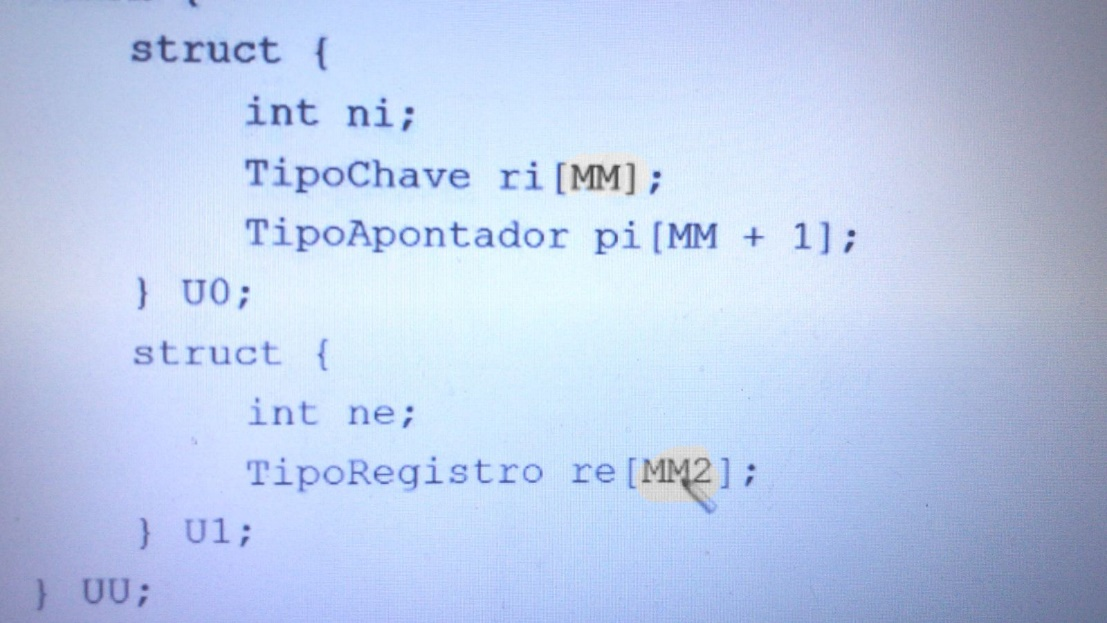 struct {
int ni;
TipoChave ri[MM];
TipoApontador pi[MM + 1];
} U0;
struct {
int ne;
TipoRegistro re[MM2];
} U1;
} UU;